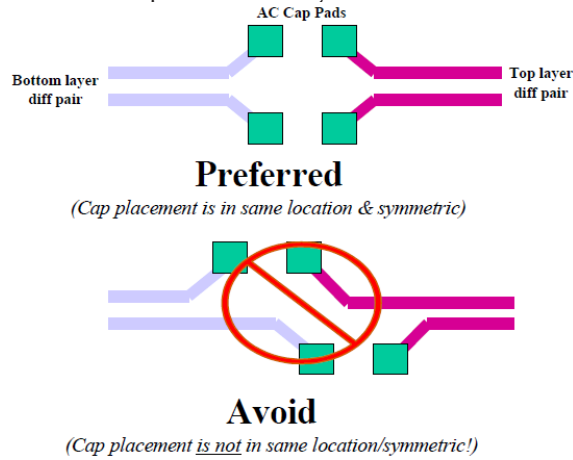 AC Cap Pads
Bottom layer
diff pair
Top layer
diff pair
Preferred
(Cap placement is in same location & symmetric)
Avoid
(Cap placement is not in same location/symmetric!)